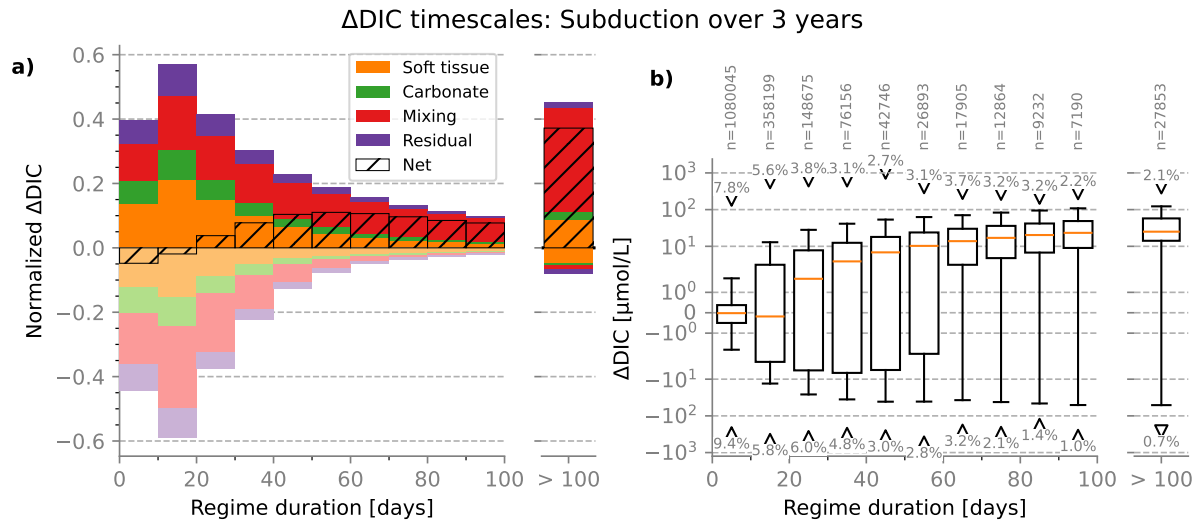 ΔDIC timescales: Subduction over 3 years
a)
Normalized ΔDIC
0.6
0.4
0.2
0.0
−0.2
−0.4
−0.6
Soft tissue
Carbonate
Mixing
Residual
Net
0 20 40 60 80 100
> 100
Regime duration [days]
b)
n=1080045
n=358199
n=148675
n=76156
n=42746
n=26893
n=17905
n=12864
n=9232
n=7190
n=27853
ΔDIC [μmol/L]
10³
10²
10¹
10⁰
0
−10⁰
−10¹
−10²
−10³
7.8% 5.6% 3.8% 3.1% 2.7% 3.1% 3.7% 3.2% 3.2% 2.2% 2.1%
9.4% 5.8% 6.0% 4.8% 3.0% 2.8% 3.2% 2.1% 1.4% 1.0% 0.7%
0 20 40 60 80 100
> 100
Regime duration [days]